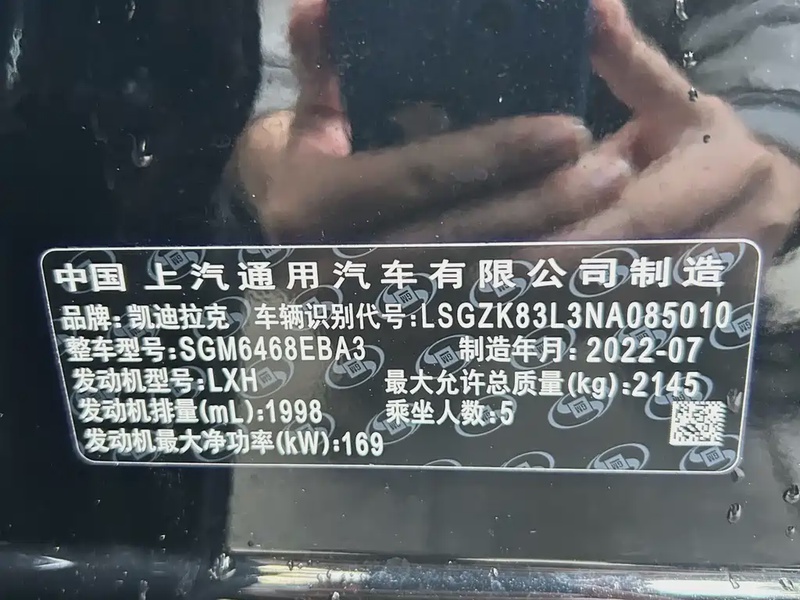 中国 上汽通用汽车有限公司制造
品牌: 凯迪拉克 车辆识别代号:LSGZK83L3NA085010
整车型号:SGM6468EBA3 制造年月: 2022-07
发动机型号:LXH 最大允许总质量(kg):2145
发动机排量(mL):1998 乘坐人数:5
发动机最大净功率(kW):169